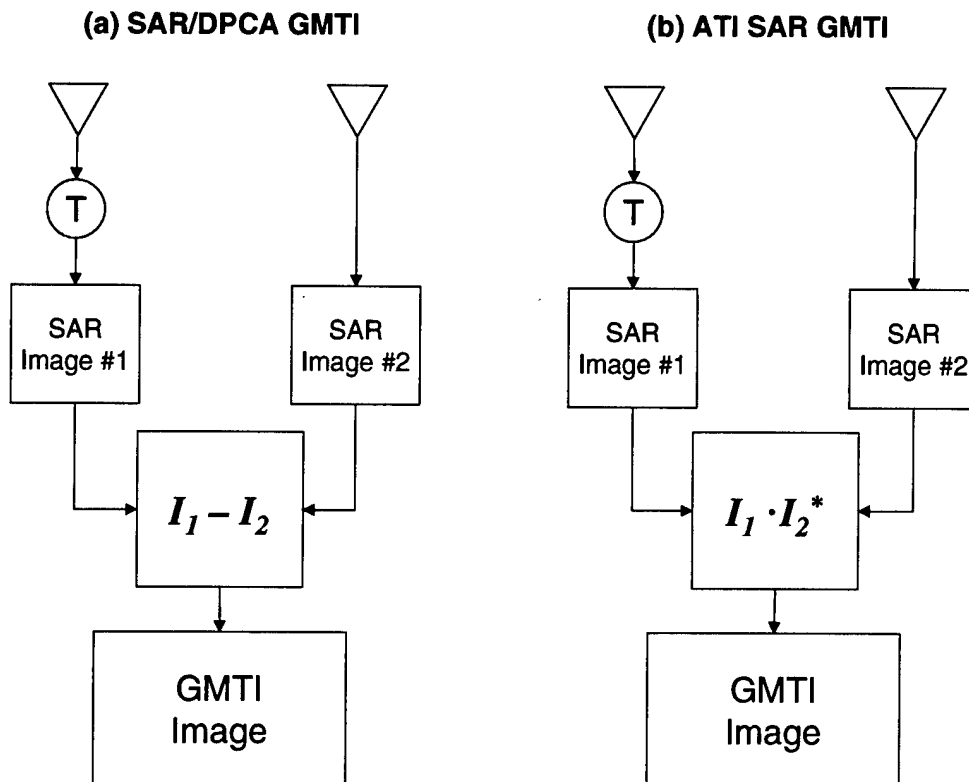 (a) SAR/DPCA GMTI
T
SAR
Image #1
SAR
Image #2
I₁ – I₂
GMTI
Image
(b) ATI SAR GMTI
T
SAR
Image #1
SAR
Image #2
I₁ · I₂*
GMTI
Image